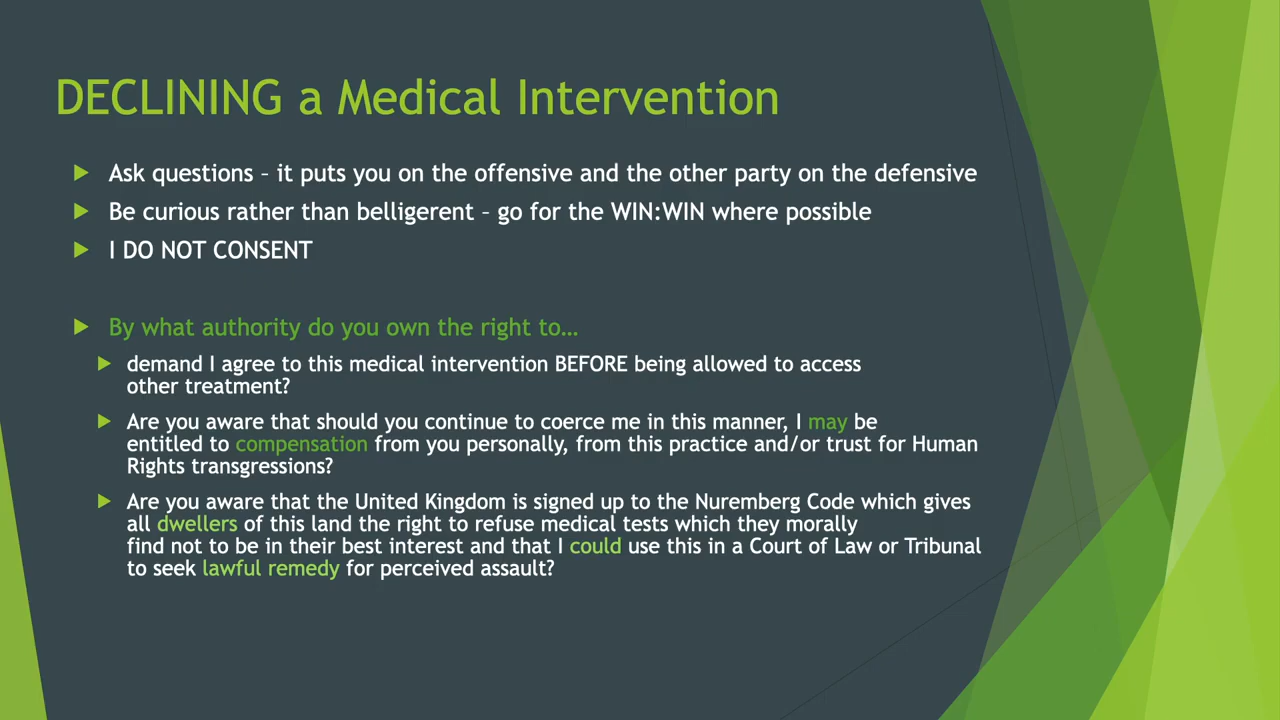 DECLINING a Medical Intervention
Ask questions – it puts you on the offensive and the other party on the defensive
Be curious rather than belligerent – go for the WIN:WIN where possible
I DO NOT CONSENT
By what authority do you own the right to…
demand I agree to this medical intervention BEFORE being allowed to access
other treatment?
Are you aware that should you continue to coerce me in this manner, I may be
entitled to compensation from you personally, from this practice and/or trust for Human
Rights transgressions?
Are you aware that the United Kingdom is signed up to the Nuremberg Code which gives
all dwellers of this land the right to refuse medical tests which they morally
find not to be in their best interest and that I could use this in a Court of Law or Tribunal
to seek lawful remedy for perceived assault?